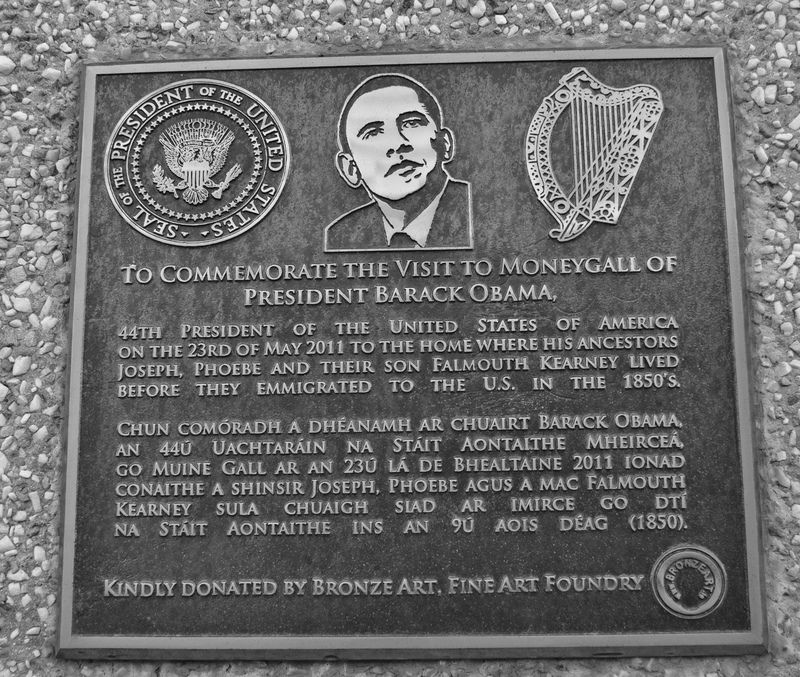 SEAL OF THE PRESIDENT OF THE UNITED STATES
TO COMMEMORATE THE VISIT TO MONEYGALL OF
PRESIDENT BARACK OBAMA,
44TH PRESIDENT OF THE UNITED STATES OF AMERICA
ON THE 23RD OF MAY 2011 TO THE HOME WHERE HIS ANCESTORS
JOSEPH, PHOEBE AND THEIR SON FALMOUTH KEARNEY LIVED
BEFORE THEY EMMIGRATED TO THE U.S. IN THE 1850'S.
CHUN COMÓRADH A DHÉANAMH AR CHUAIRT BARACK OBAMA,
AN 44Ú UACHTARÁIN NA STÁIT AONTAITHE MHEIRCEÁ,
GO MUINE GALL AR AN 23Ú LÁ DE BHEALTAINE 2011 IONAD
CONAITHE A SHINSIR JOSEPH, PHOEBE AGUS A MAC FALMOUTH
KEARNEY SULA CHUAIGH SIAD AR IMIRCE GO DTÍ
NA STÁIT AONTAITHE INS AN 9Ú AOIS DÉAG (1850).
KINDLY DONATED BY BRONZE ART, FINE ART FOUNDRY
www.BRONZEART.ie